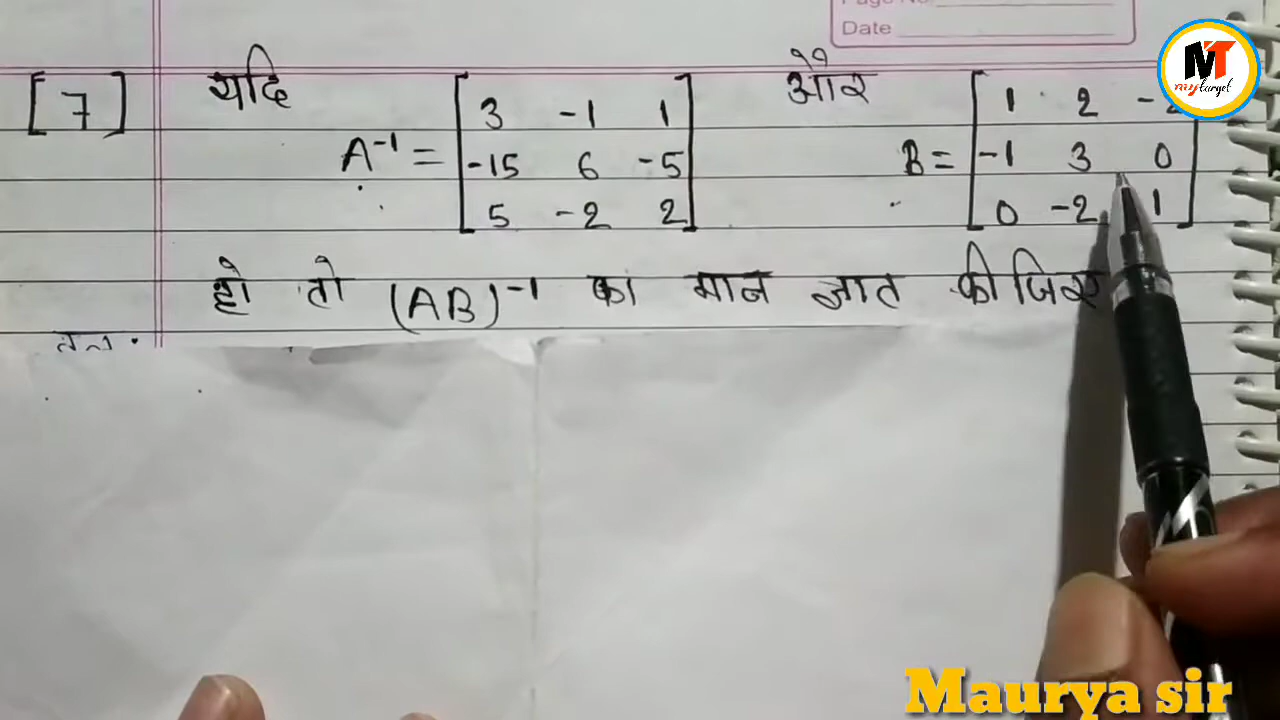 Date
MT
my target
[7] यदि A⁻¹ = [3 -1 1 और B = [1 2 -2
-15 6 -5 -1 3 0
5 -2 2] 0 -2 1]
हो तो (AB)⁻¹ का मान ज्ञात कीजिए
Maurya sir